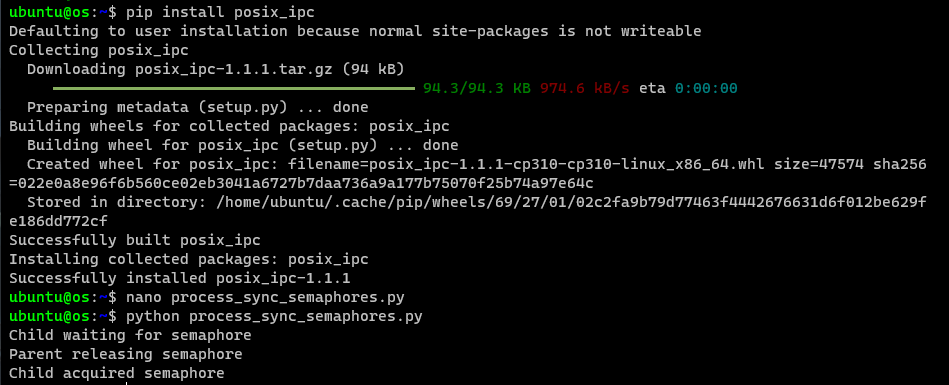 ubuntu@os:~$ pip install posix_ipc
Defaulting to user installation because normal site-packages is not writeable
Collecting posix_ipc
  Downloading posix_ipc-1.1.1.tar.gz (94 kB)
     94.3/94.3 KB 974.6 kB/s eta 0:00:00
  Preparing metadata (setup.py) ... done
Building wheels for collected packages: posix_ipc
  Building wheel for posix_ipc (setup.py) ... done
  Created wheel for posix_ipc: filename=posix_ipc-1.1.1-cp310-cp310-linux_x86_64.whl size=47574 sha256
=022e0a8e96f6b560ce02eb3041a6727b7daa736a9a177b75070f25b74a97e64c
  Stored in directory: /home/ubuntu/.cache/pip/wheels/69/27/01/02c2fa9b79d77463f4442676631d6f012be629f
e186dd772cf
Successfully built posix_ipc
Installing collected packages: posix_ipc
Successfully installed posix_ipc-1.1.1
ubuntu@os:~$ nano process_sync_semaphores.py
ubuntu@os:~$ python process_sync_semaphores.py
Child waiting for semaphore
Parent releasing semaphore
Child acquired semaphore